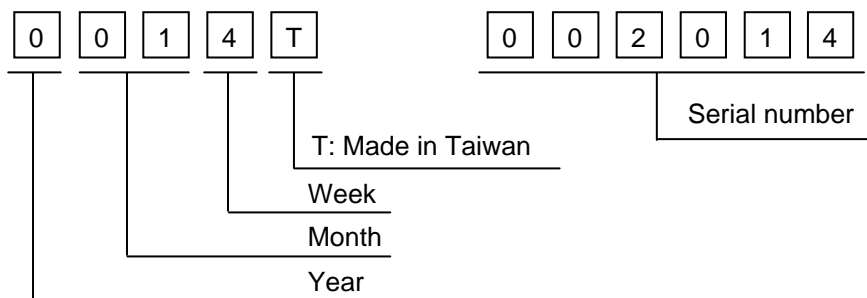 0 0 1 4 T 0 0 2 0 1 4
Serial number
T: Made in Taiwan
Week
Month
Year